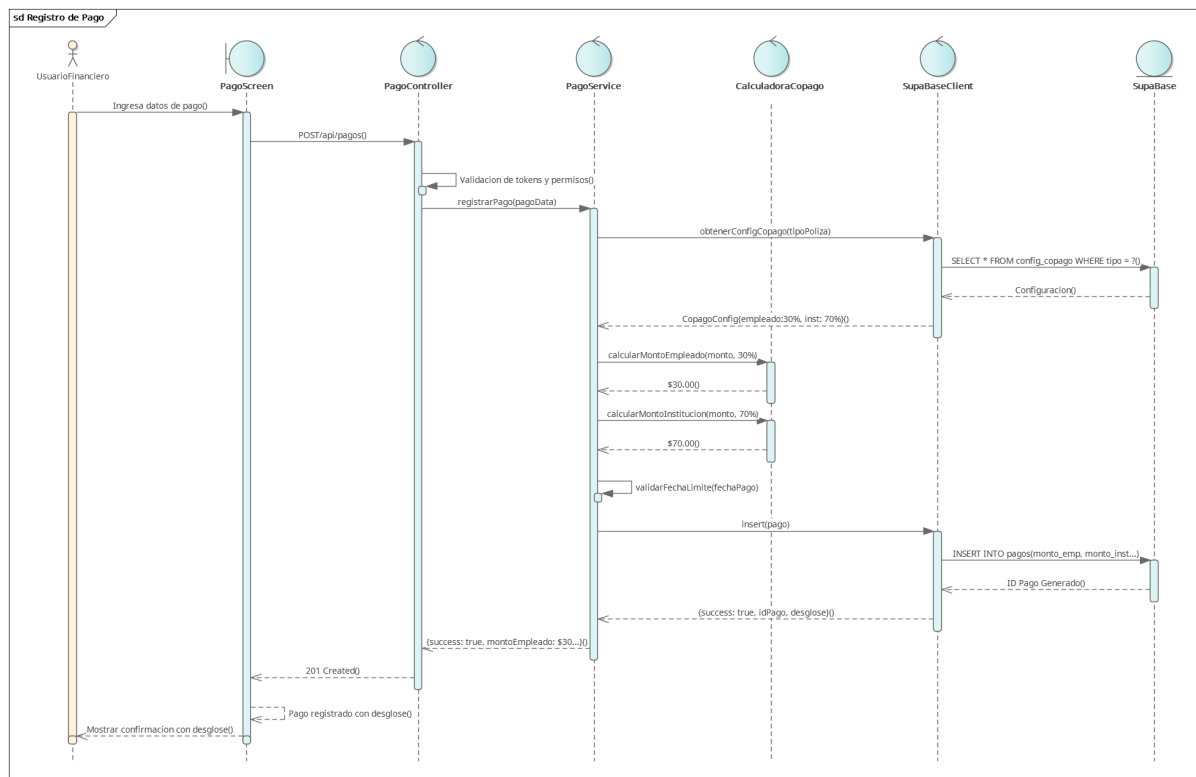 sd Registro de Pago
UsuarioFinanciero
PagoScreen
PagoController
PagoService
CalculadoraCopago
SupaBaseClient
SupaBase
Ingresa datos de pago()
POST/api/pagos()
Validacion de tokens y permisos()
registrarPago(pagoData)
obtenerConfigCopago(tipoPoliza)
SELECT * FROM config_copago WHERE tipo = ?()
Configuracion()
CopagoConfig{empleado:30%, inst: 70%}()
calcularMontoEmpleado(monto, 30%)
$30.00()
calcularMontoInstitucion(monto, 70%)
$70.00()
validarFechaLimite(fechaPago)
insert(pago)
INSERT INTO pagos(monto_emp, monto_inst...)
ID Pago Generado()
{success: true, idPago, desglose}()
{success: true, montoEmpleado: $30...}()
201 Created()
Pago registrado con desglose()
Mostrar confirmacion con desglose()